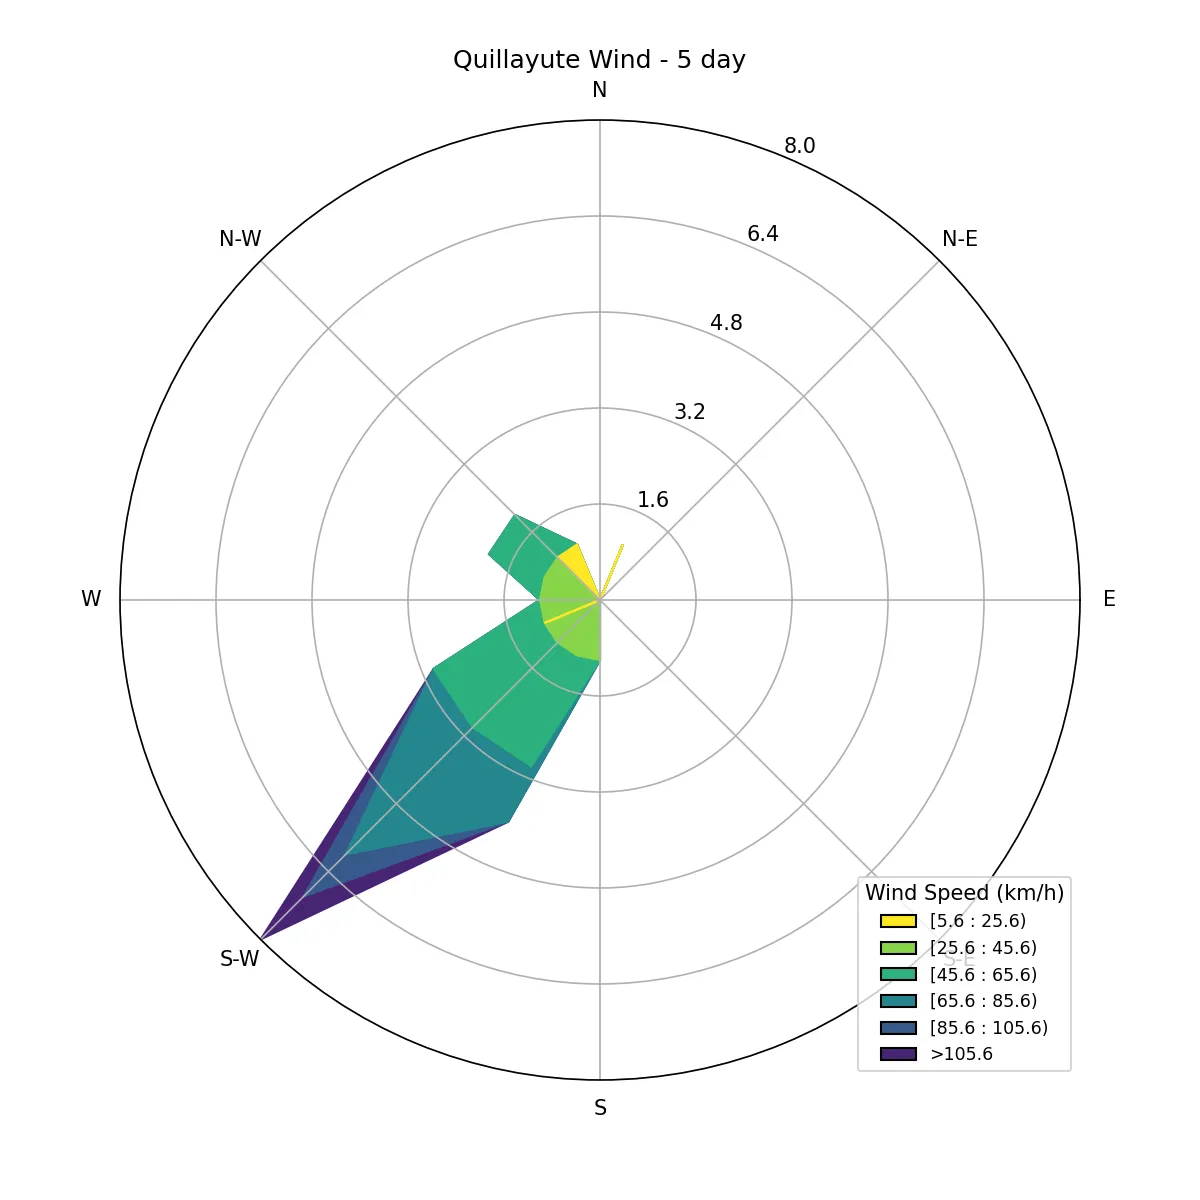 Quillayute Wind - 5 day
N
8.0
N-W
6.4
N-E
4.8
3.2
1.6
W
E
Wind Speed (km/h)
[5.6 : 25.6)
[25.6 : 45.6)
S-W
S-E
[45.6 : 65.6)
[65.6 : 85.6)
[85.6 : 105.6)
>105.6
S